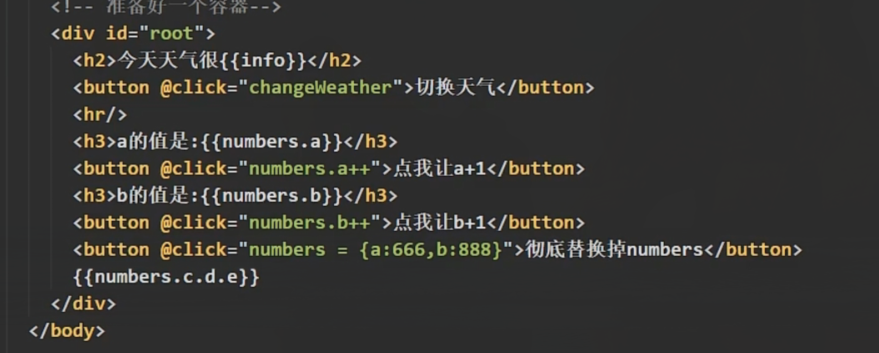 <!-- 准备好一个容器-->
<div id="root">
<h2>今天天气很{{info}}</h2>
<button @click="changeWeather">切换天气</button>
<hr/>
<h3>a的值是:{{numbers.a}}</h3>
<button @click="numbers.a++">点我让a+1</button>
<h3>b的值是:{{numbers.b}}</h3>
<button @click="numbers.b++">点我让b+1</button>
<button @click="numbers = {a:666,b:888}">彻底替换掉numbers</button>
{{numbers.c.d.e}}
</div>
</body>